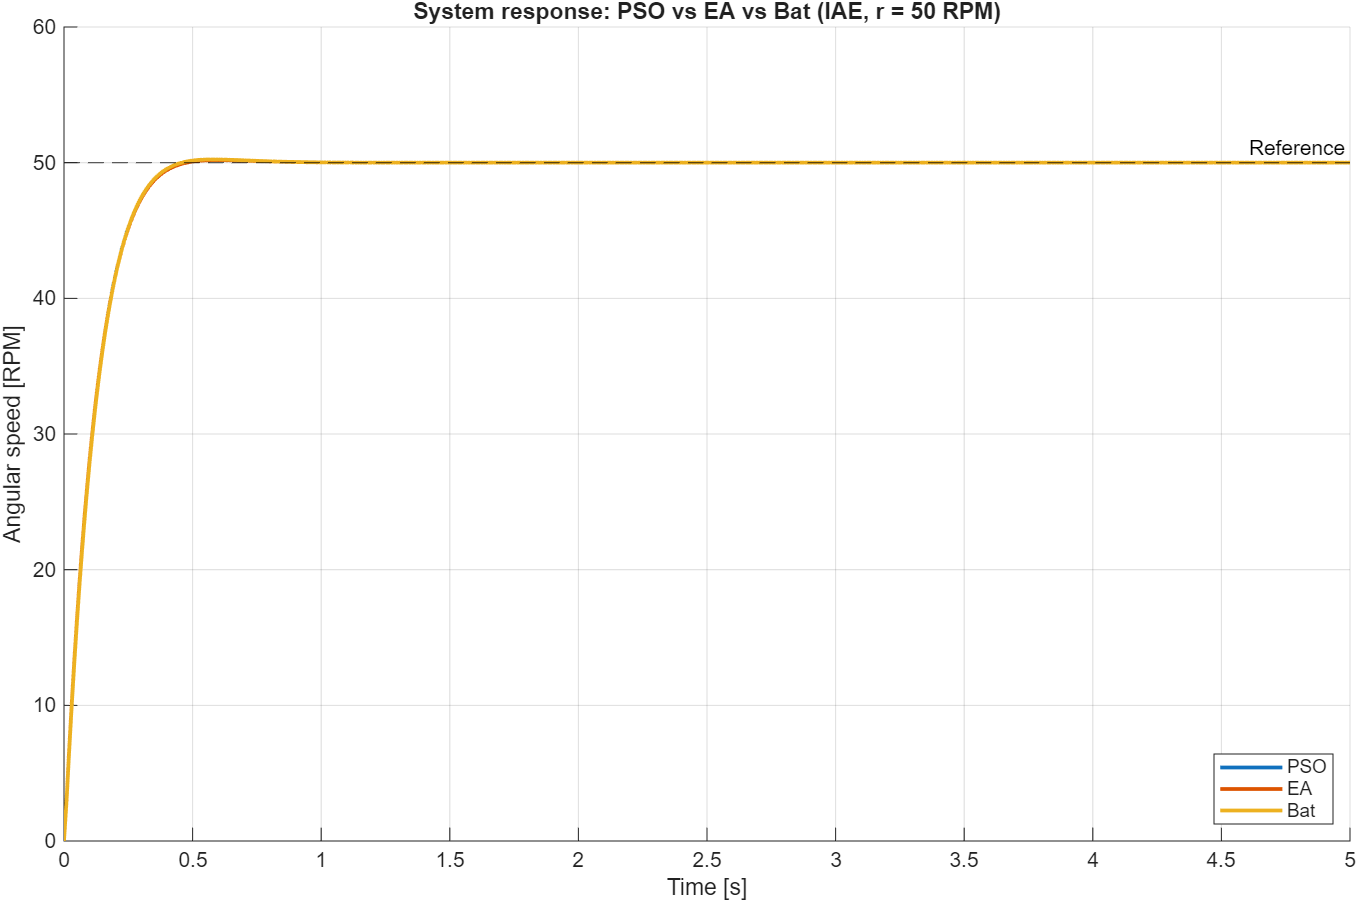 System response: PSO vs EA vs Bat (IAE, r = 50 RPM)
60
50
40
30
20
10
0
Angular speed [RPM]
Reference
PSO
EA
Bat
0 0.5 1 1.5 2 2.5 3 3.5 4 4.5 5
Time [s]